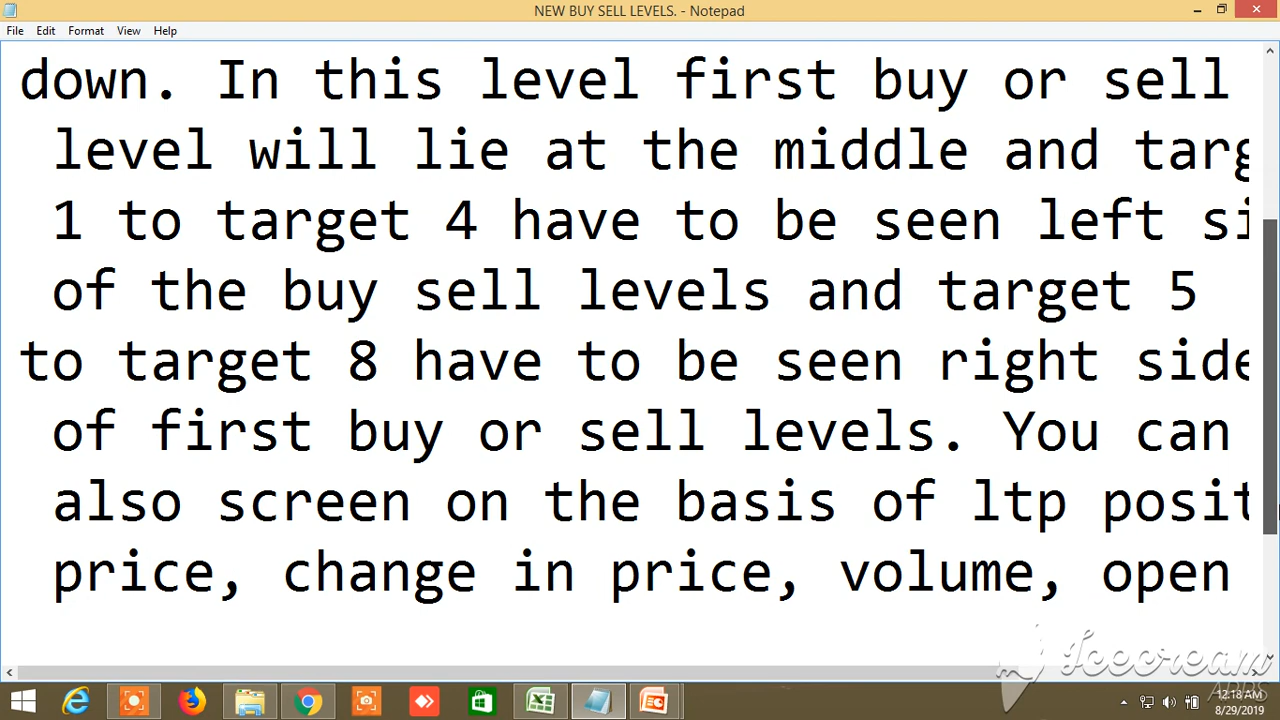 NEW BUY SELL LEVELS. - Notepad
File Edit Format View Help
down. In this level first buy or sell
level will lie at the middle and targ
1 to target 4 have to be seen left si
of the buy sell levels and target 5
to target 8 have to be seen right side
of first buy or sell levels. You can
also screen on the basis of ltp posit
price, change in price, volume, open
Icecream
APPS
12:18 AM
8/29/2019